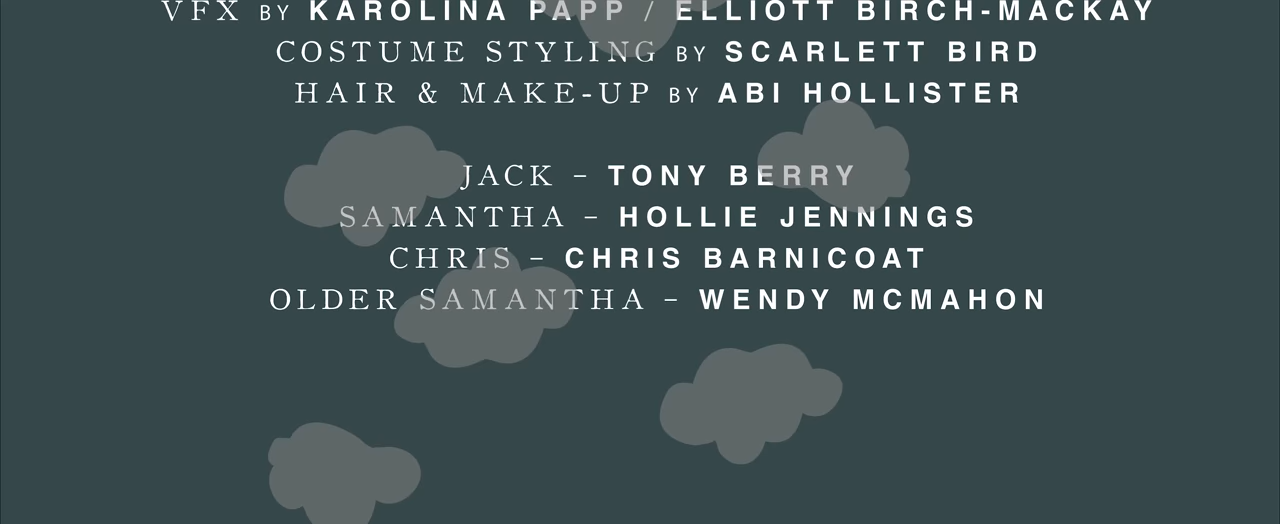 VFX BY KAROLINA PAPP / ELLIOTT BIRCH-MACKAY
COSTUME STYLING BY SCARLETT BIRD
HAIR & MAKE-UP BY ABI HOLLISTER
JACK – TONY BERRY
SAMANTHA – HOLLIE JENNINGS
CHRIS – CHRIS BARNICOAT
OLDER SAMANTHA – WENDY MCMAHON